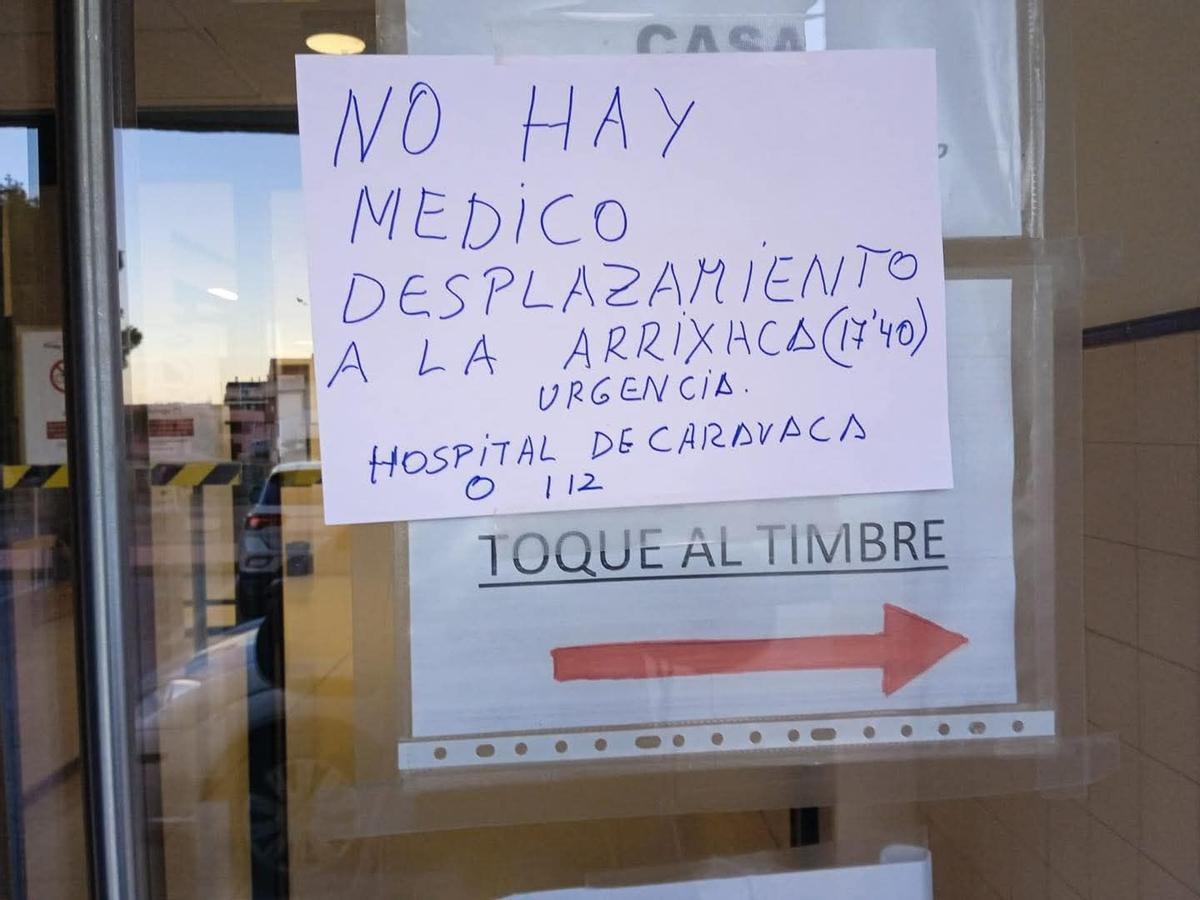 CASA
NO HAY
MEDICO
DESPLAZAMIENTO
A LA ARRIXACA (17'40)
URGENCIA.
HOSPITAL DE CARAVACA
O 112
TOQUE AL TIMBRE